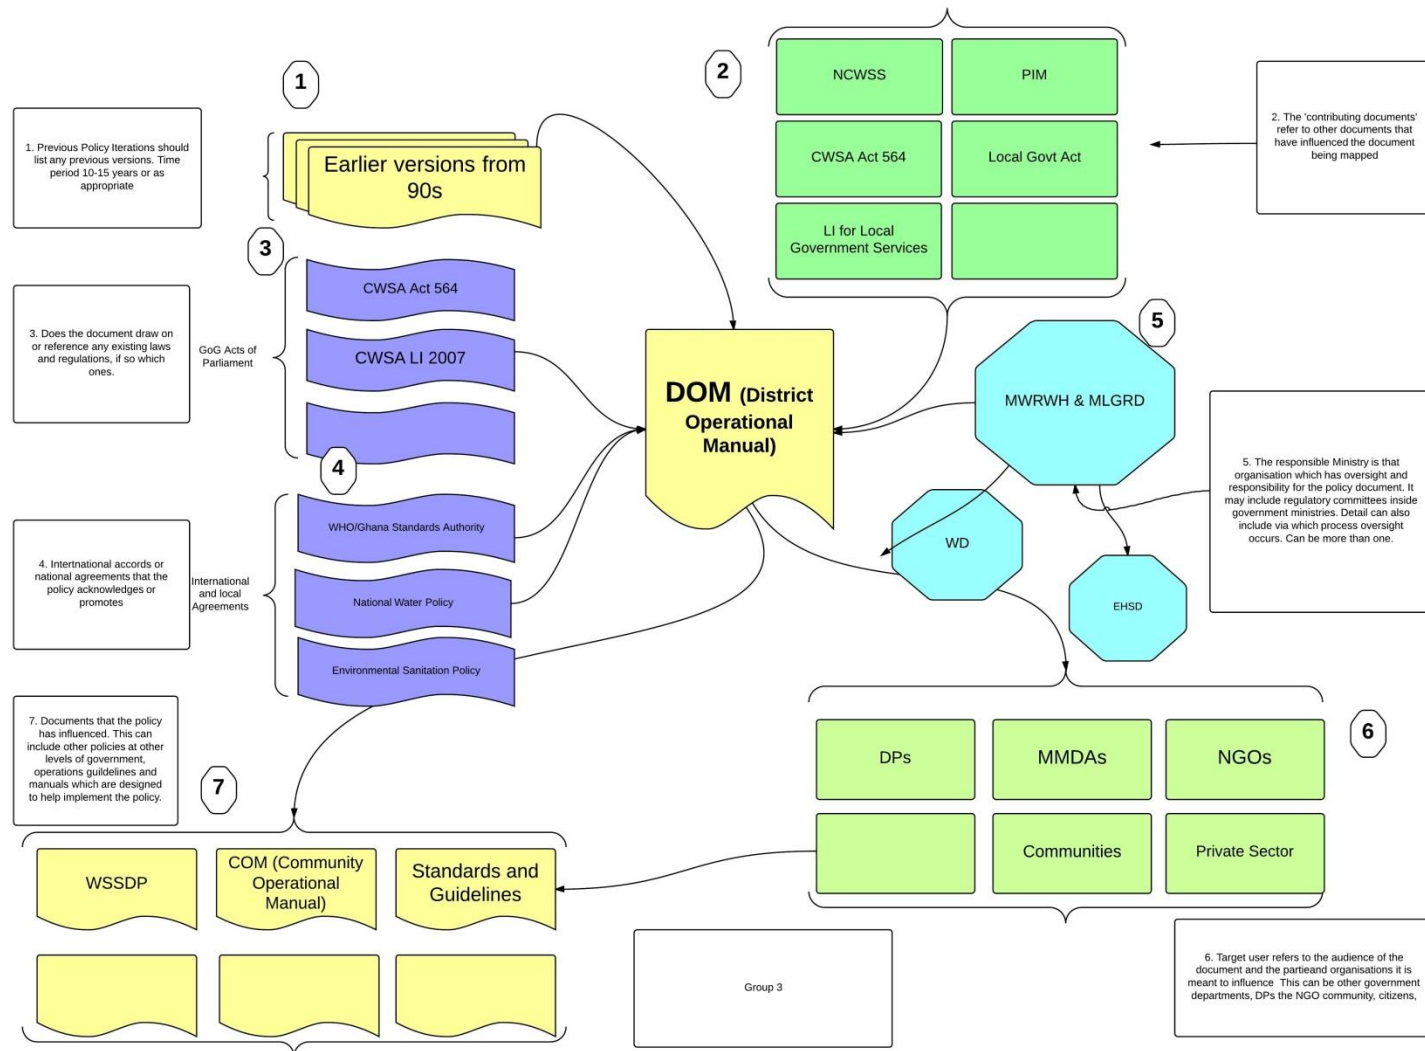 1
1. Previous Policy Iterations should
list any previous versions. Time
period 10-15 years or as
appropriate
Earlier versions from
90s
2
NCWSS
PIM
CWSA Act 564
Local Govt Act
LI for Local
Government Services
2. The 'contributing documents'
refer to other documents that
have influenced the document
being mapped
3
3. Does the document draw on
or reference any existing laws
and regulations, if so which
ones.
GoG Acts of
Parliament
CWSA Act 564
CWSA LI 2007
DOM (District
Operational
Manual)
5
MWRWH & MLGRD
WD
EHSD
5. The responsible Ministry is that
organisation which has oversight and
responsibility for the policy document. It
may include regulatory committees inside
government ministries. Detail can also
include via which process oversight
occurs. Can be more than one.
4
4. Intertnational accords or
national agreements that the
policy acknowledges or
promotes
International
and local
Agreements
WHO/Ghana Standards Authority
National Water Policy
Environmental Sanitation Policy
7. Documents that the policy
has influenced. This can
include other policies at other
levels of government,
operations guildelines and
manuals which are designed
to help implement the policy.
7
WSSDP
COM (Community
Operational
Manual)
Standards and
Guidelines
6
DPs
MMDAs
NGOs
Communities
Private Sector
Group 3
6. Target user refers to the audience of the
document and the partieand organisations it is
meant to influence This can be other government
departments, DPs the NGO community, citizens,